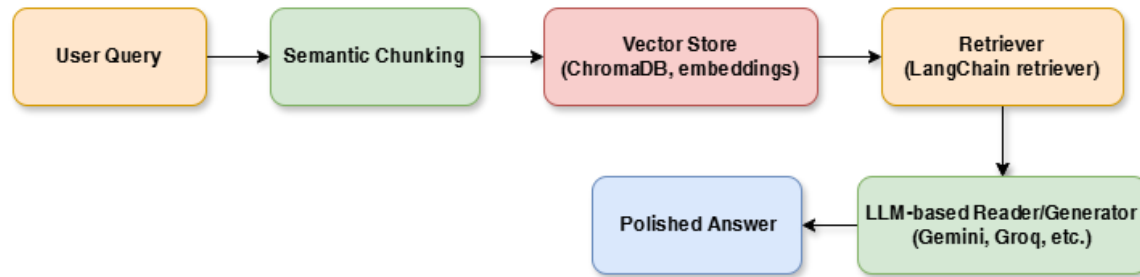 User Query
Semantic Chunking
Vector Store
(ChromaDB, embeddings)
Retriever
(LangChain retriever)
LLM-based Reader/Generator
(Gemini, Groq, etc.)
Polished Answer